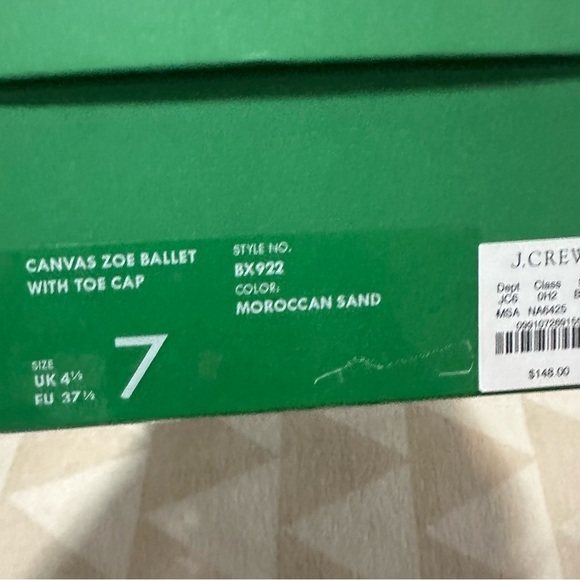 CANVAS ZOE BALLET
WITH TOE CAP
STYLE NO.
BX922
COLOR:
MOROCCAN SAND
SIZE
UK 4½
EU 37½
7
J.CREW
Dept Class
JC6 0H2
MSA NA6425
$148.00